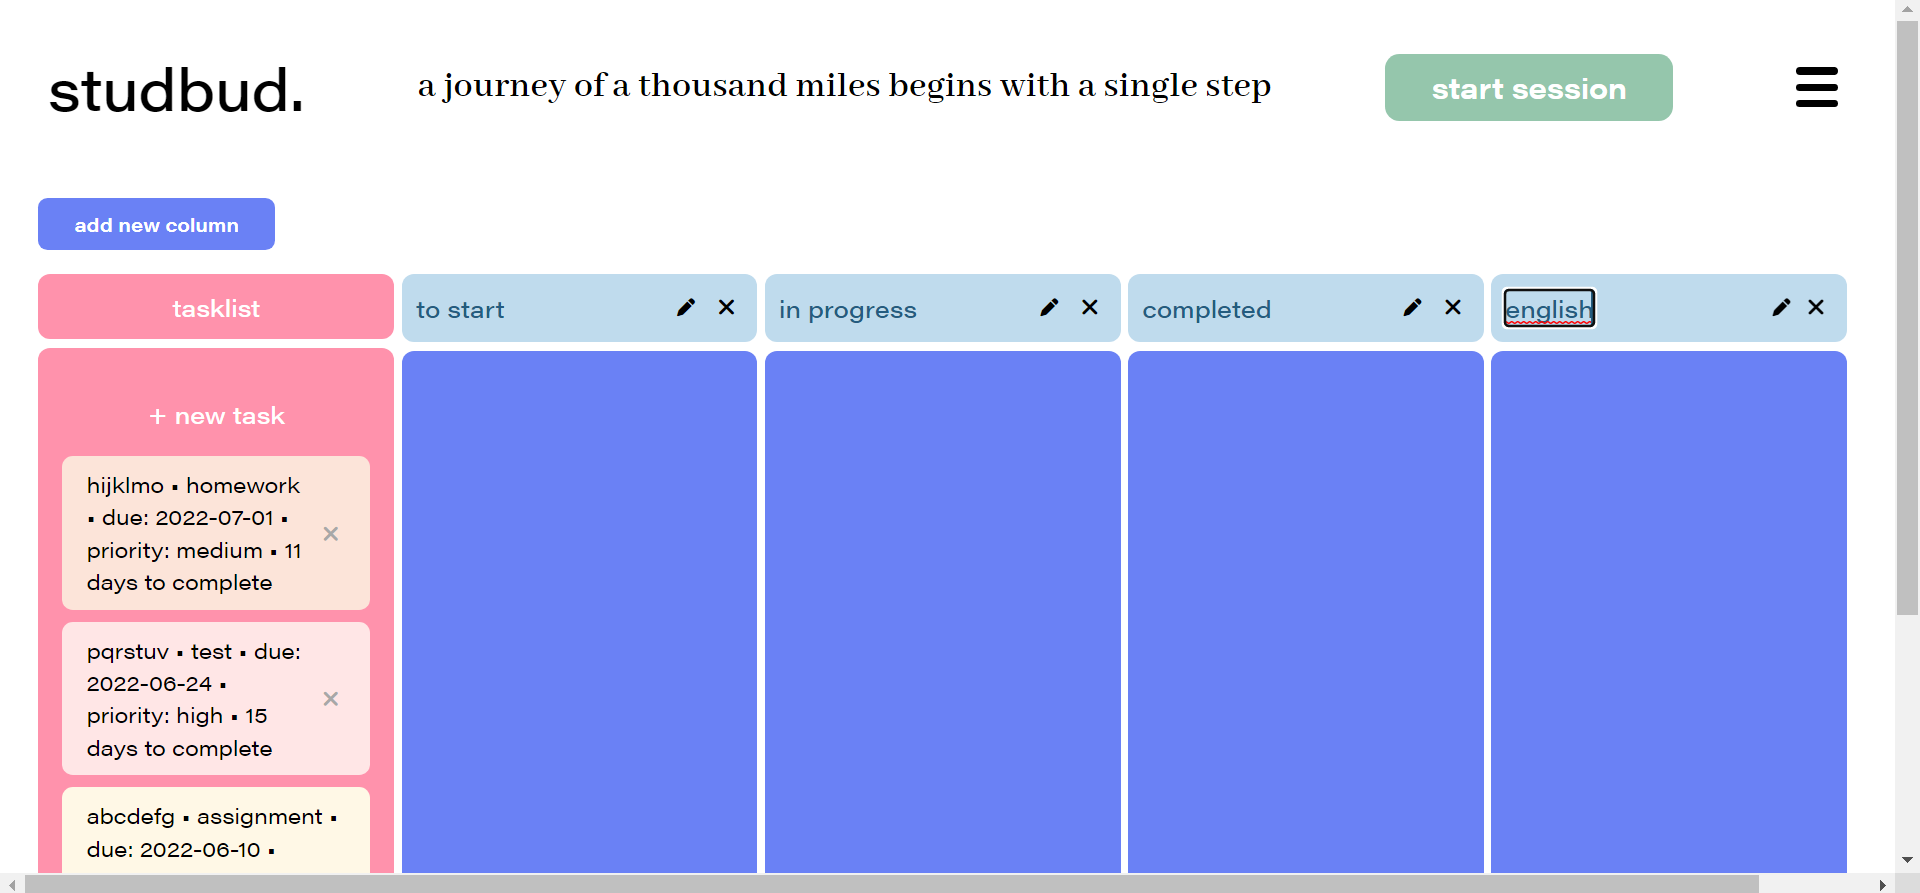 studbud.
a journey of a thousand miles begins with a single step
start session
add new column
tasklist
to start
in progress
completed
english
+ new task
hijklmo ▪ homework
▪ due: 2022-07-01 ▪
priority: medium ▪ 11
days to complete
pqrstuv ▪ test ▪ due:
2022-06-24 ▪
priority: high ▪ 15
days to complete
abcdefg ▪ assignment ▪
due: 2022-06-10 ▪